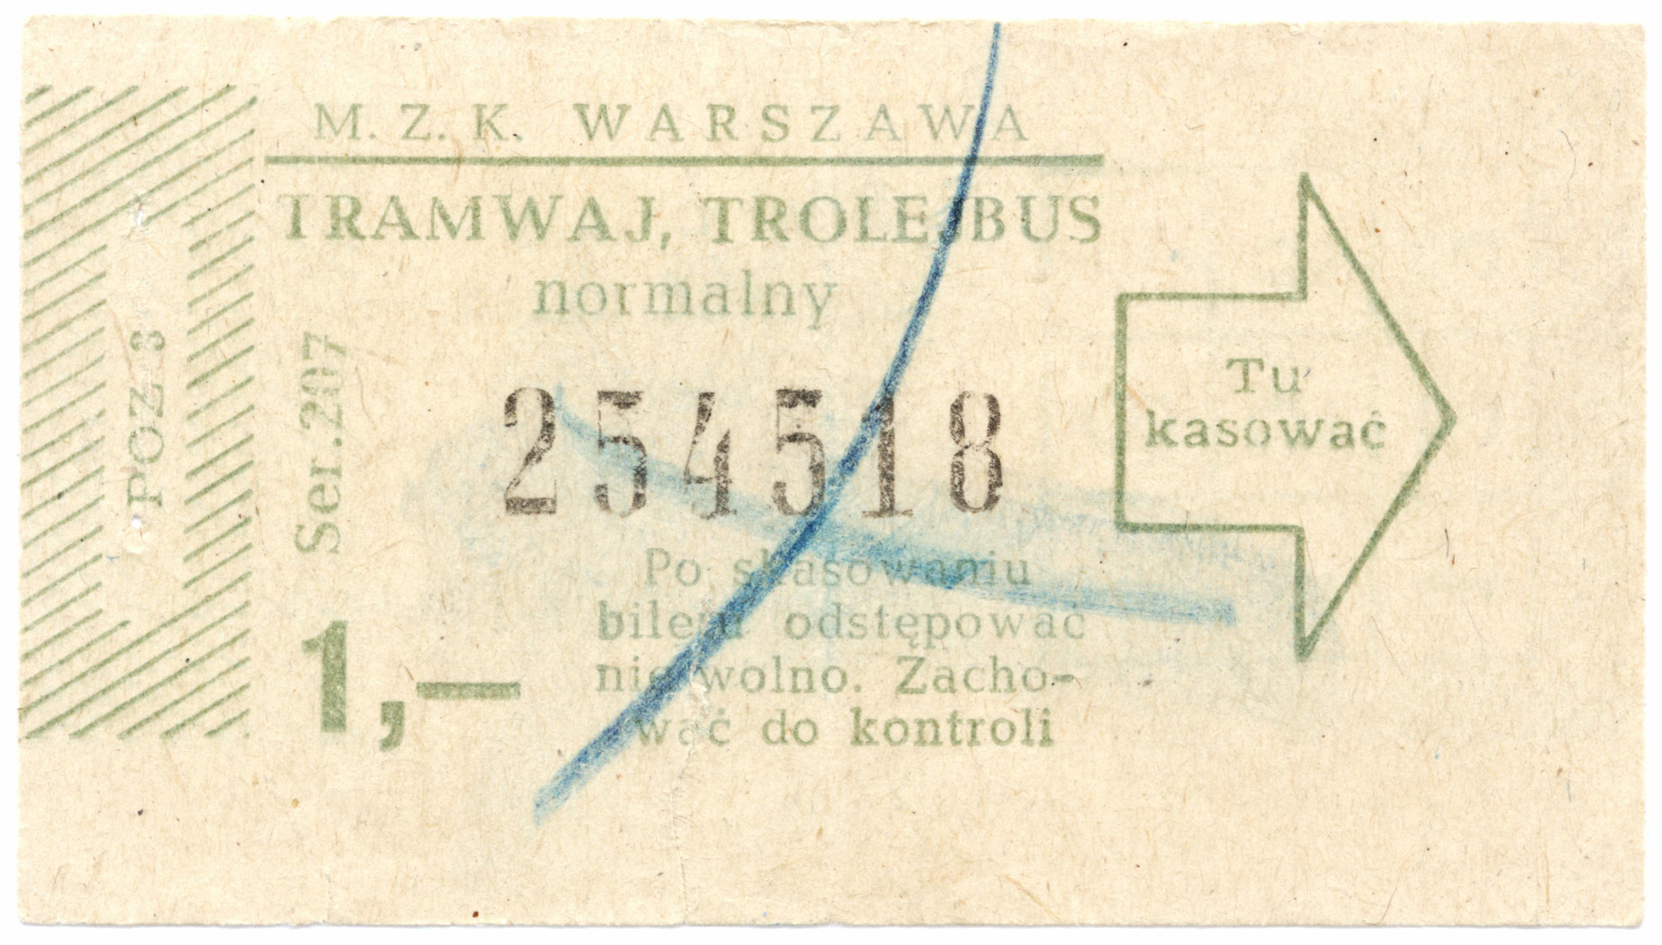 M. Z. K. WARSZAWA
TRAMWAJ, TROLEJBUS
normalny
POZ 8
Ser. 207
254518
Tu
kasować
1,—
Po skasowaniu
biletu odstępować
nie wolno. Zacho-
wać do kontroli